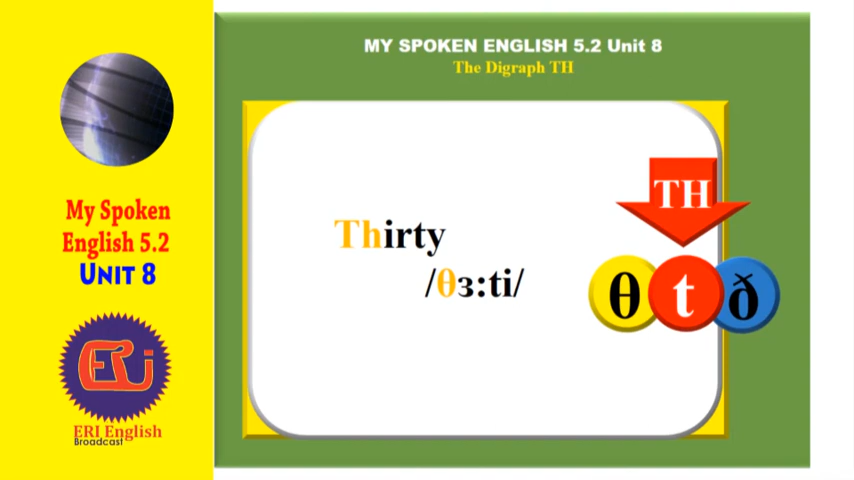 MY SPOKEN ENGLISH 5.2 Unit 8
The Digraph TH
My Spoken
English 5.2
UNIT 8
ERI
ERI English
Broadcast
Thirty
/θɜ:ti/
TH
θ t ð